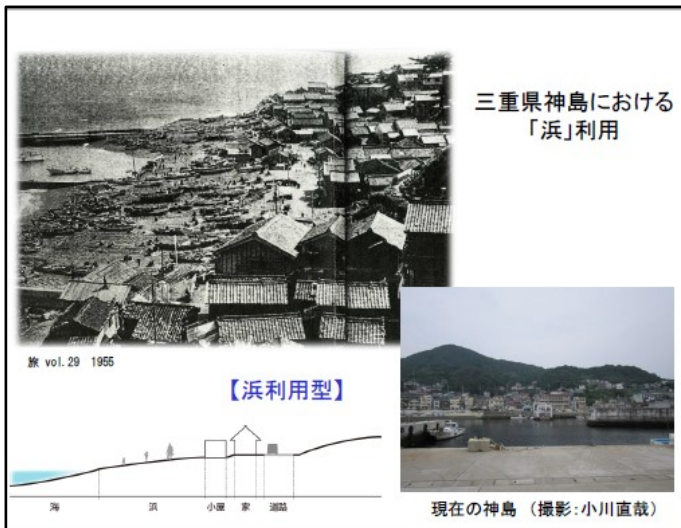 三重県神島における
「浜」利用
旅 vol.29 1955
【浜利用型】
海 浜 小屋 家 道路
現在の神島 （撮影:小川直哉）